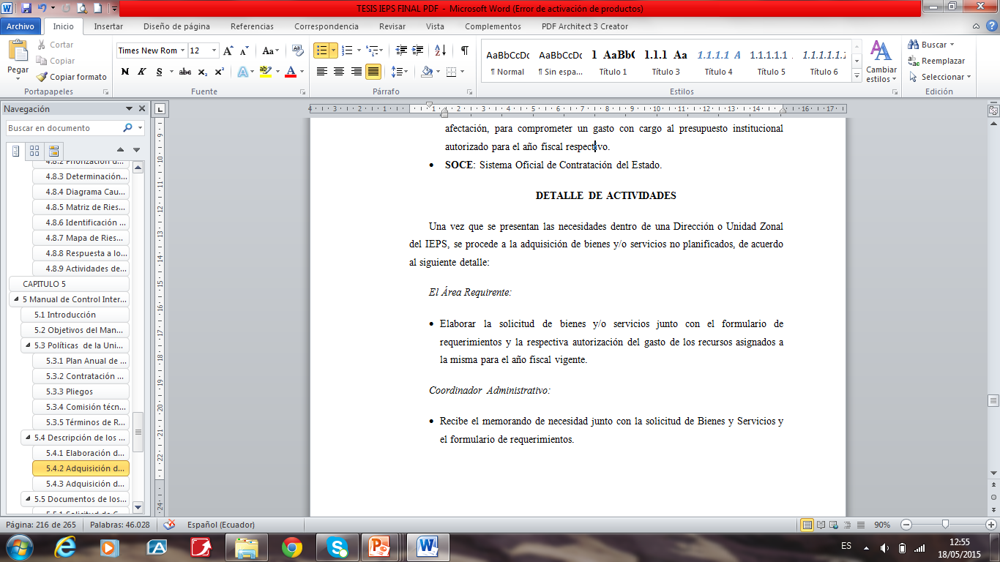 TESIS IEPS FINAL PDF - Microsoft Word (Error de activación de productos)
Archivo Inicio Insertar Diseño de página Referencias Correspondencia Revisar Vista Complementos PDF Architect 3 Creator
Pegar
Cortar
Copiar
Copiar formato
Portapapeles
Times New Rom 12
N K S abc x₂ x²
Fuente
Párrafo
AaBbCcDc AaBbCcDc 1 AaBbC 1.1.1 Aa 1.1.1.1 A 1.1.1.1.1 1.1.1.1.1.1
¶ Normal ¶ Sin espa... Título 1 Título 3 Título 4 Título 5 Título 6
Cambiar estilos
Estilos
Buscar
Reemplazar
Seleccionar
Edición
Navegación
Buscar en documento
4.8.2 Priorización d...
4.8.3 Determinación...
4.8.4 Diagrama Cau...
4.8.5 Matriz de Ries...
4.8.6 Identificación ...
4.8.7 Mapa de Ries...
4.8.8 Respuesta a lo...
4.8.9 Actividades de...
CAPITULO 5
5 Manual de Control Inter...
5.1 Introducción
5.2 Objetivos del Man...
5.3 Políticas de la Uni...
5.3.1 Plan Anual de ...
5.3.2 Contratación ...
5.3.3 Pliegos
5.3.4 Comisión técn...
5.3.5 Términos de R...
5.4 Descripción de los ...
5.4.1 Elaboración d...
5.4.2 Adquisición d...
5.4.3 Adquisición d...
5.5 Documentos de los...
afectación, para comprometer un gasto con cargo al presupuesto institucional
autorizado para el año fiscal respectivo.
• SOCE: Sistema Oficial de Contratación del Estado.
DETALLE DE ACTIVIDADES
Una vez que se presentan las necesidades dentro de una Dirección o Unidad Zonal
del IEPS, se procede a la adquisición de bienes y/o servicios no planificados, de acuerdo
al siguiente detalle:
El Área Requirente:
• Elaborar la solicitud de bienes y/o servicios junto con el formulario de
requerimientos y la respectiva autorización del gasto de los recursos asignados a
la misma para el año fiscal vigente.
Coordinador Administrativo:
• Recibe el memorando de necesidad junto con la solicitud de Bienes y Servicios y
el formulario de requerimientos.
Página: 216 de 265 Palabras: 46.028 Español (Ecuador) 90%
ES 12:55
18/05/2015